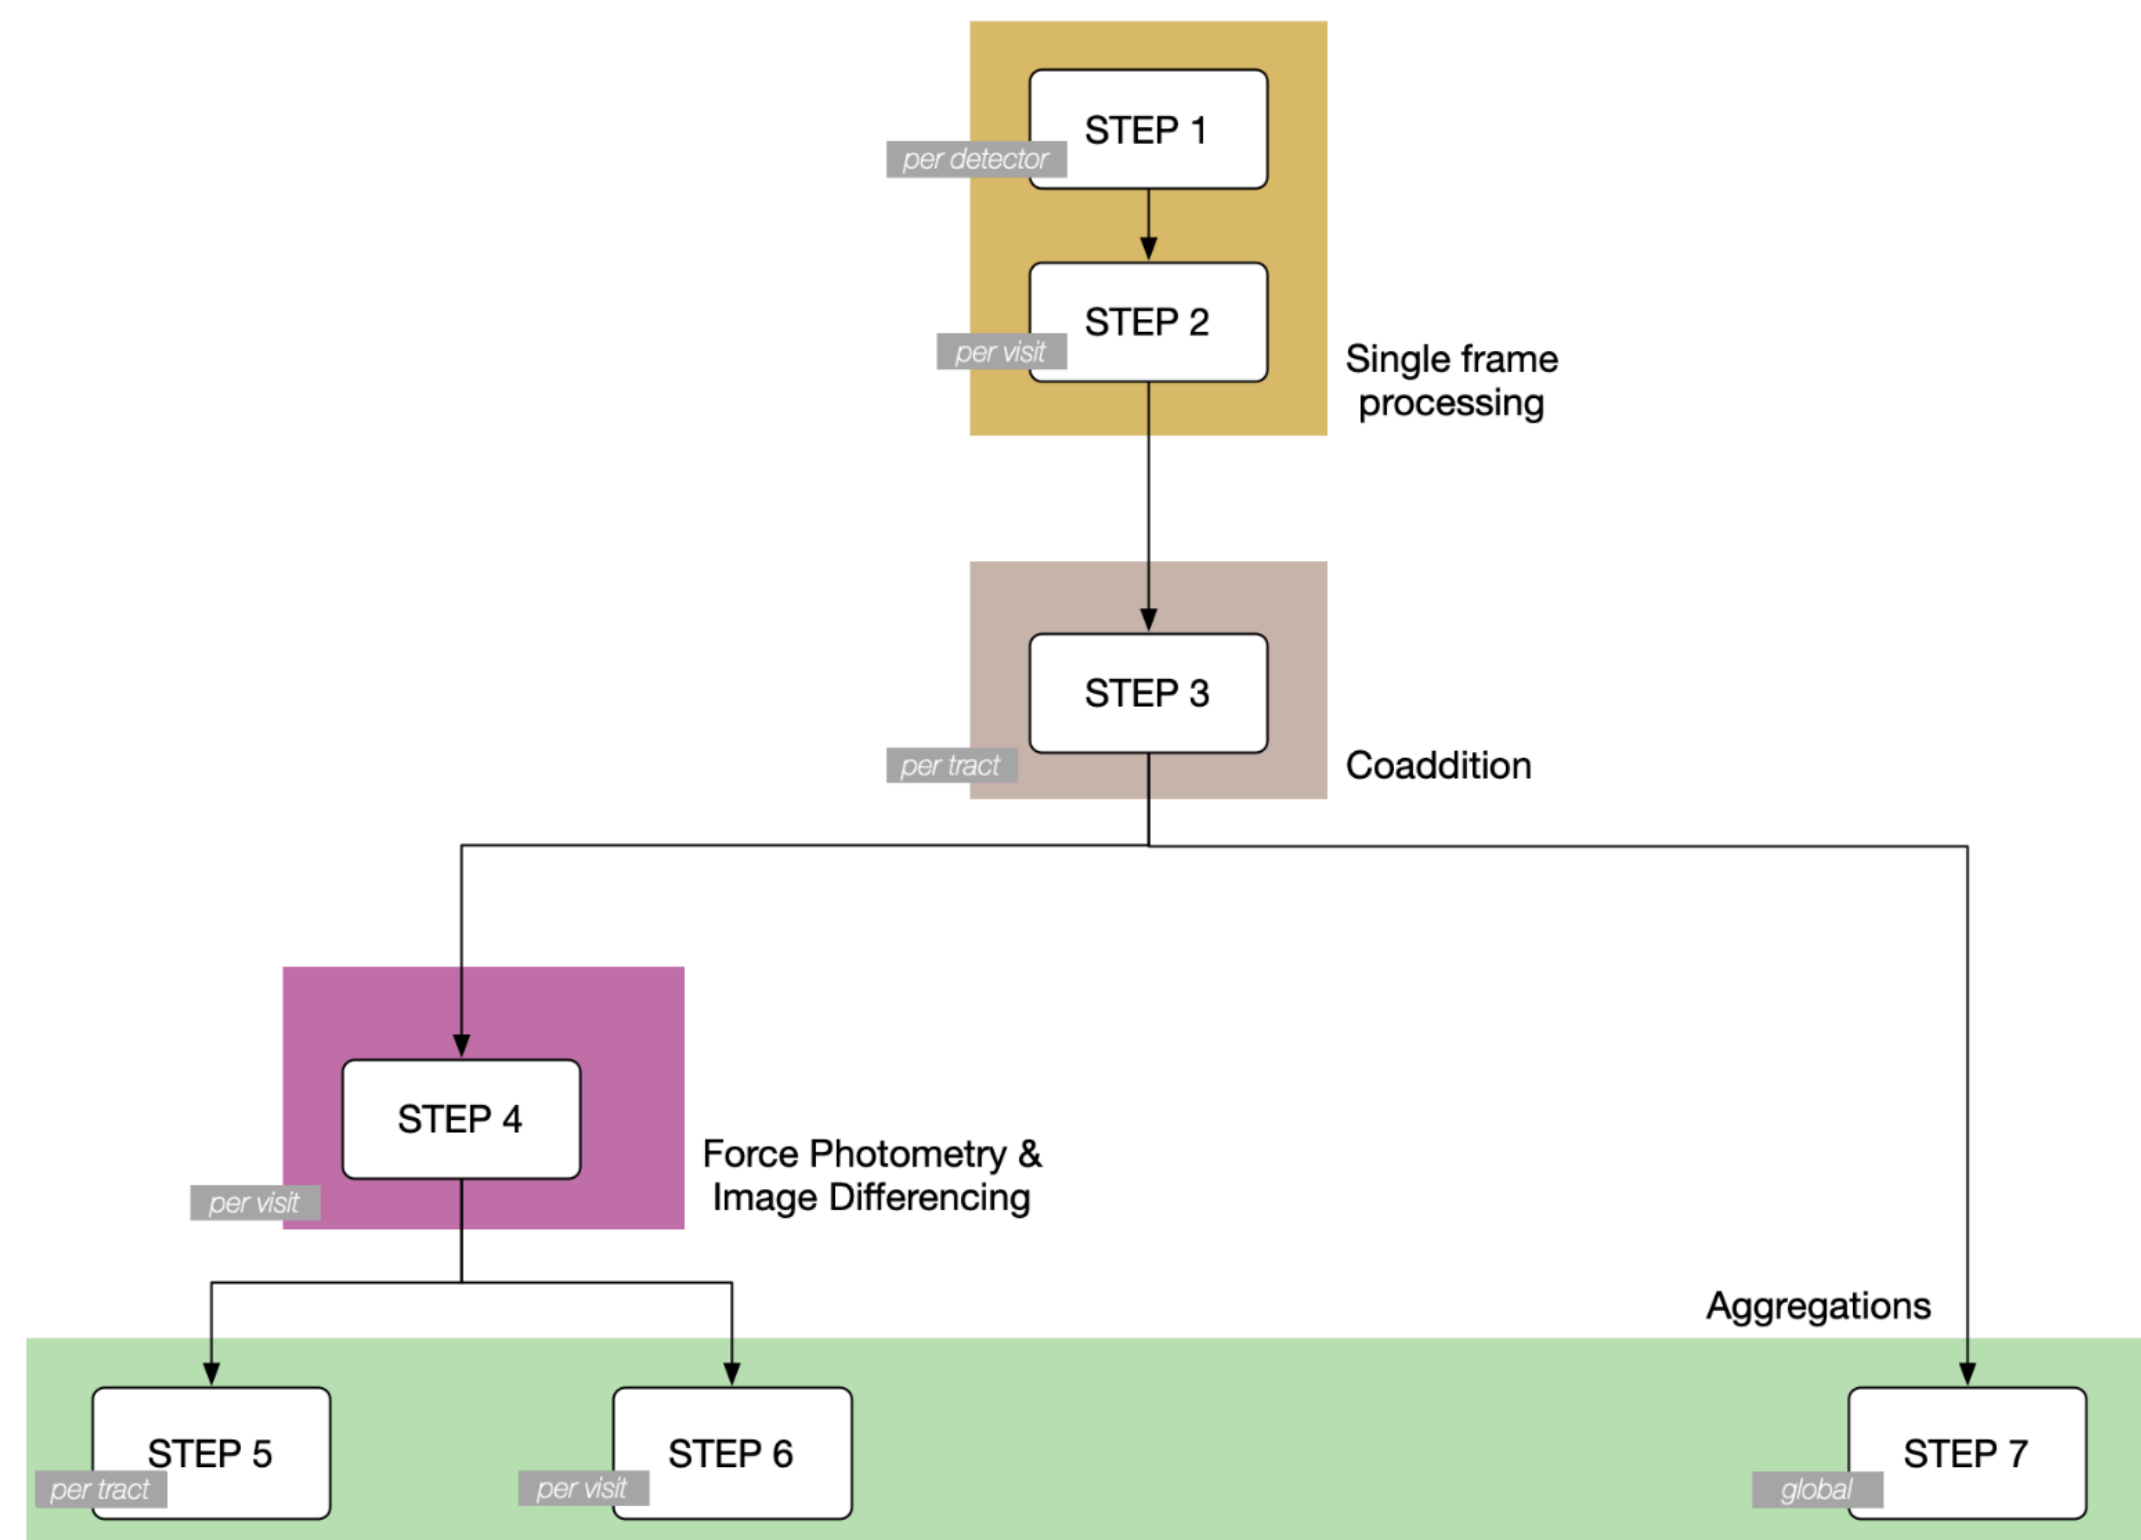 STEP 1
per detector
STEP 2
per visit
Single frame
processing
STEP 3
per tract
Coaddition
STEP 4
per visit
Force Photometry &
Image Differencing
Aggregations
STEP 5
per tract
STEP 6
per visit
STEP 7
global